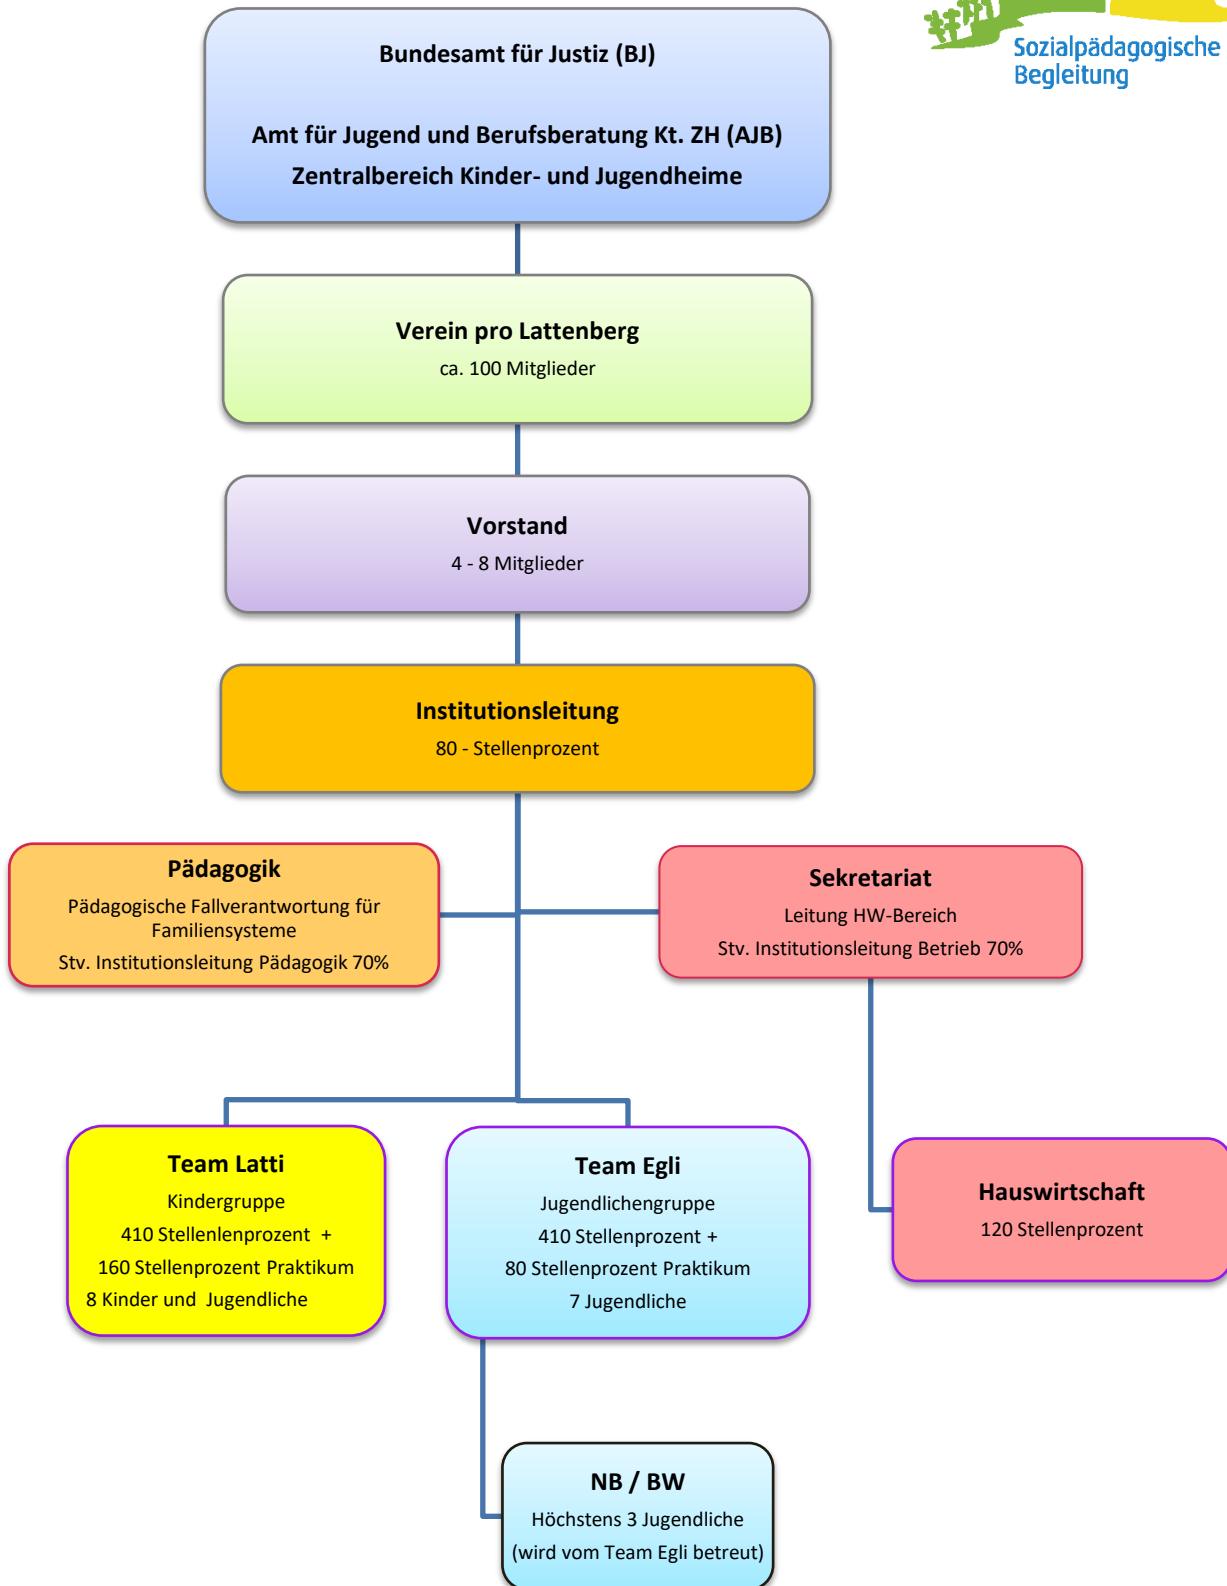 Sozialpädagogische
Begleitung
Bundesamt für Justiz (BJ)
Amt für Jugend und Berufsberatung Kt. ZH (AJB)
Zentralbereich Kinder- und Jugendheime
Verein pro Lattenberg
ca. 100 Mitglieder
Vorstand
4 - 8 Mitglieder
Institutionsleitung
80 - Stellenprozent
Pädagogik
Pädagogische Fallverantwortung für
Familiensysteme
Stv. Institutionsleitung Pädagogik 70%
Sekretariat
Leitung HW-Bereich
Stv. Institutionsleitung Betrieb 70%
Team Latti
Kindergruppe
410 Stellenlenprozent +
160 Stellenprozent Praktikum
8 Kinder und Jugendliche
Team Egli
Jugendlichengruppe
410 Stellenprozent +
80 Stellenprozent Praktikum
7 Jugendliche
Hauswirtschaft
120 Stellenprozent
NB / BW
Höchstens 3 Jugendliche
(wird vom Team Egli betreut)